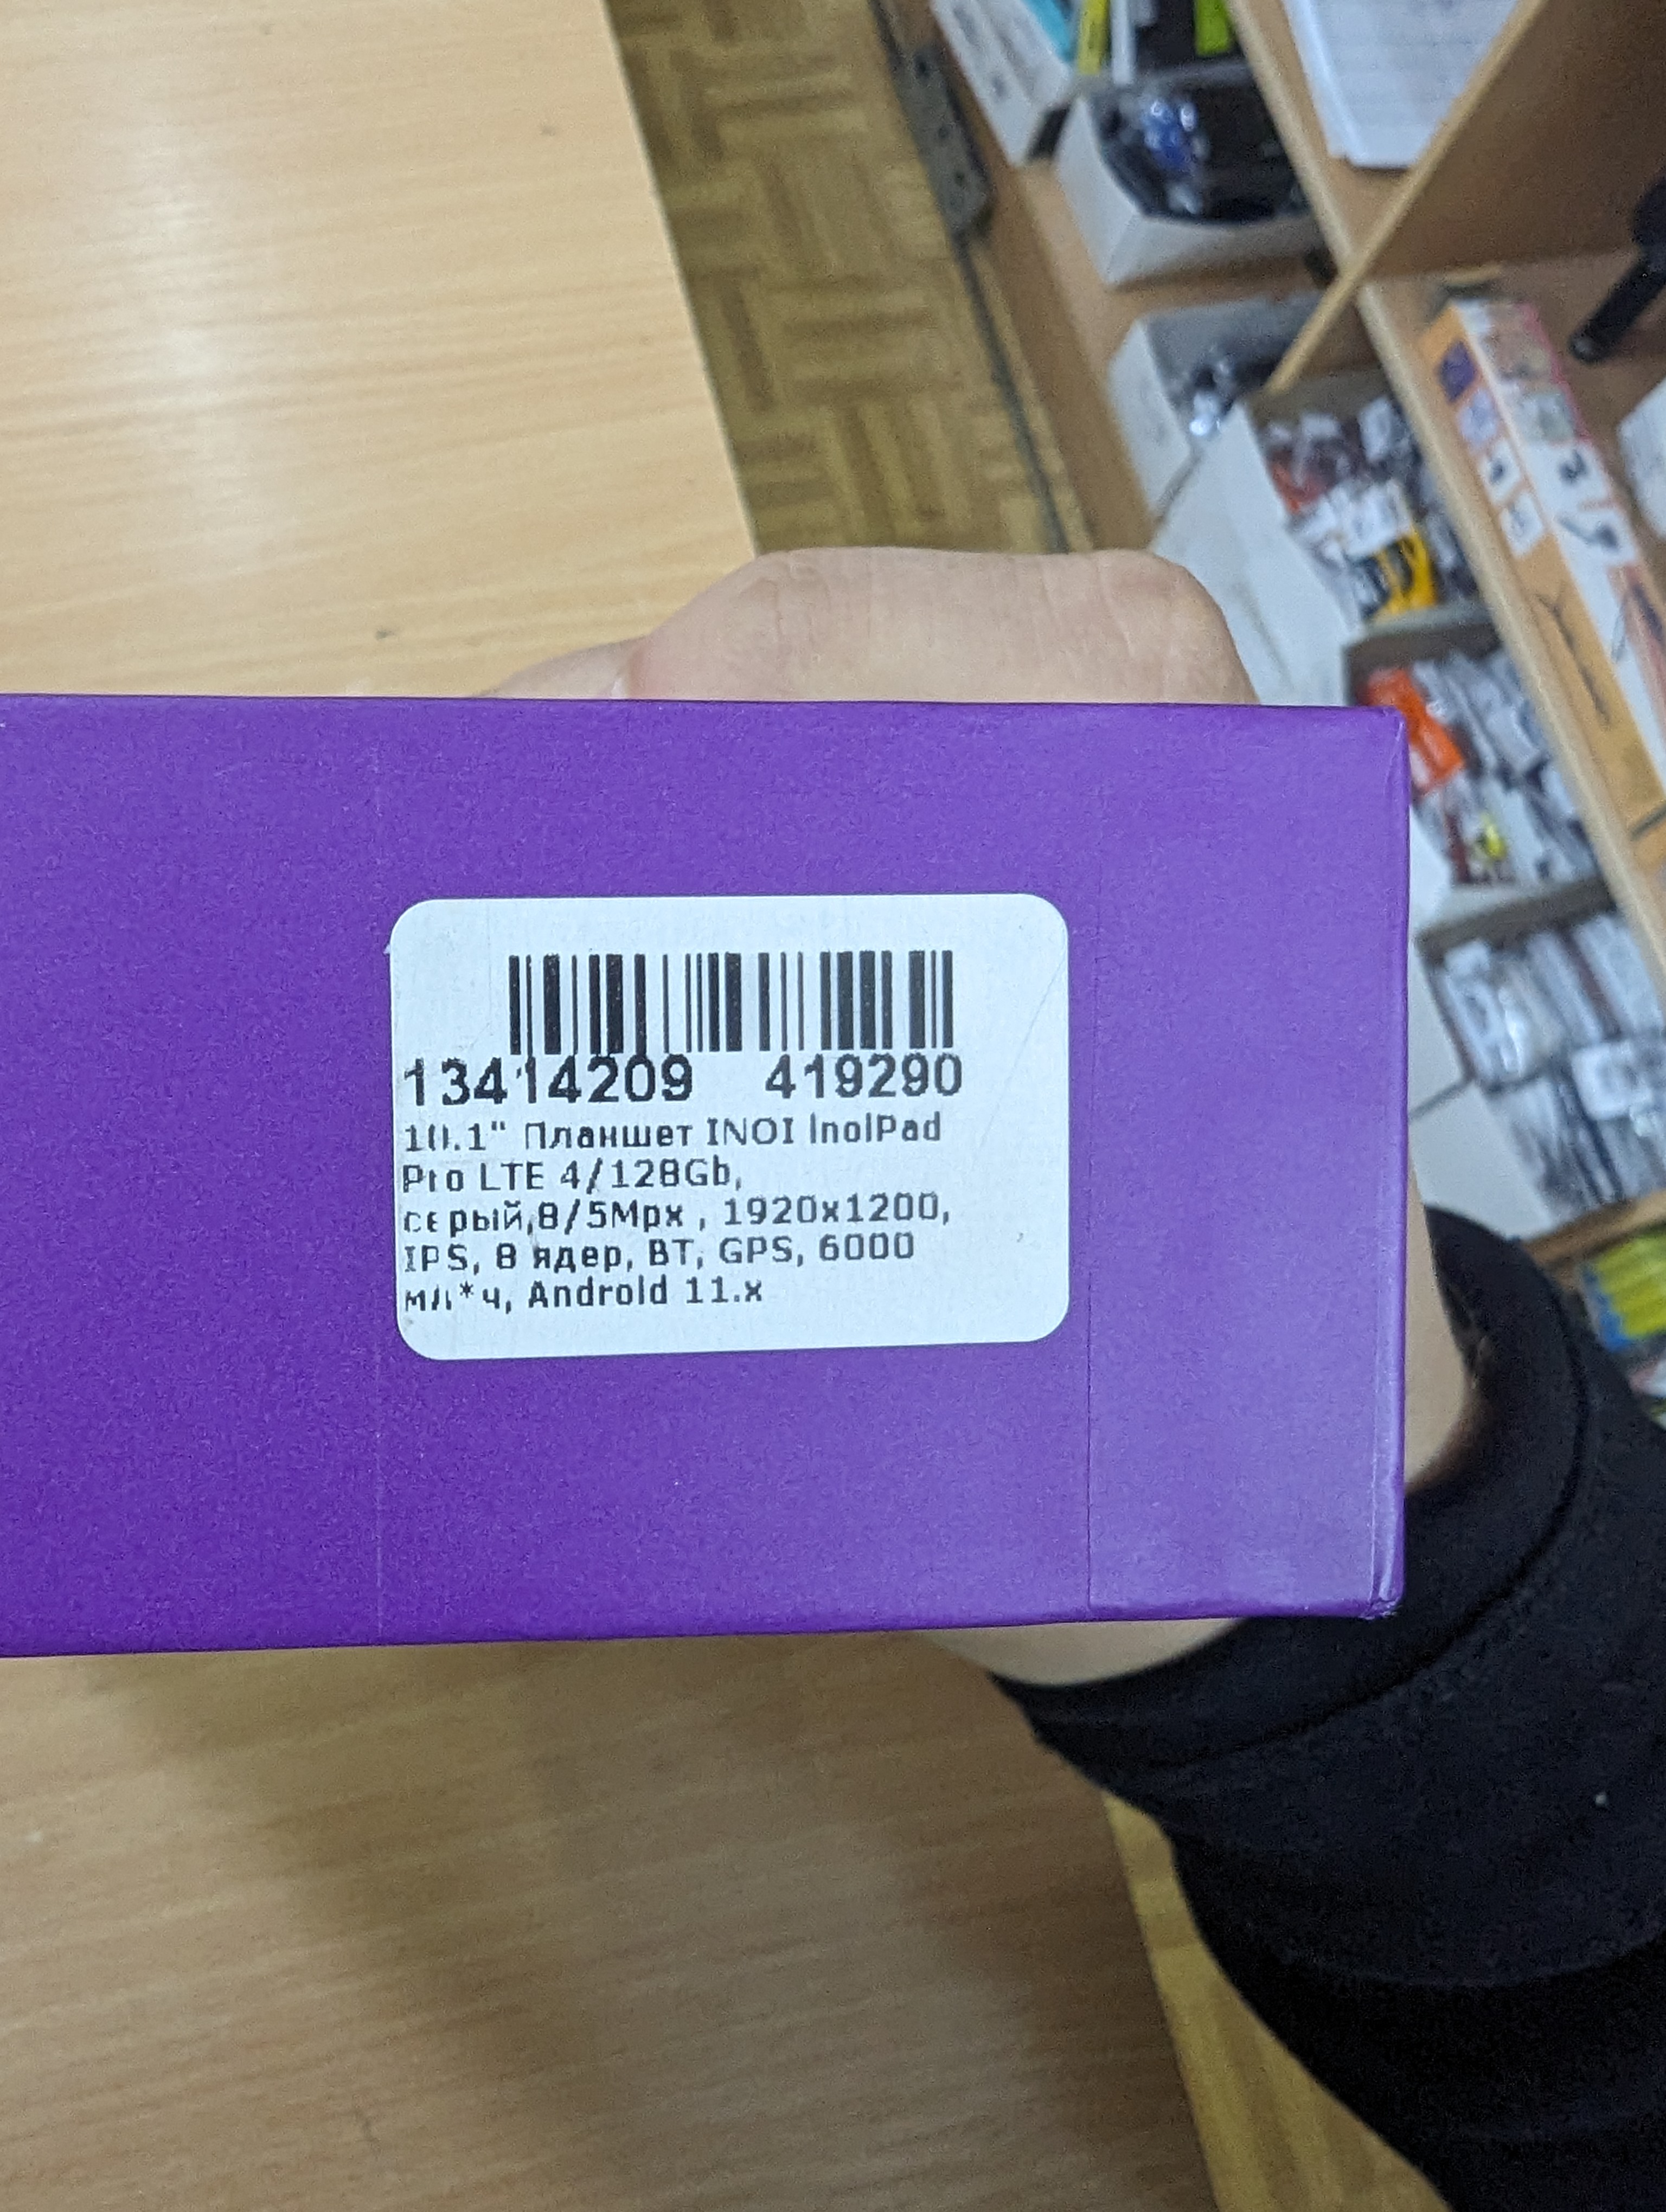 13414209 419290
10.1" Планшет INOI InoiPad
Pro LTE 4/128Gb,
серый,8/5Mpx , 1920x1200,
IPS, 8 ядер, BT, GPS, 6000
мА*ч, Android 11.x